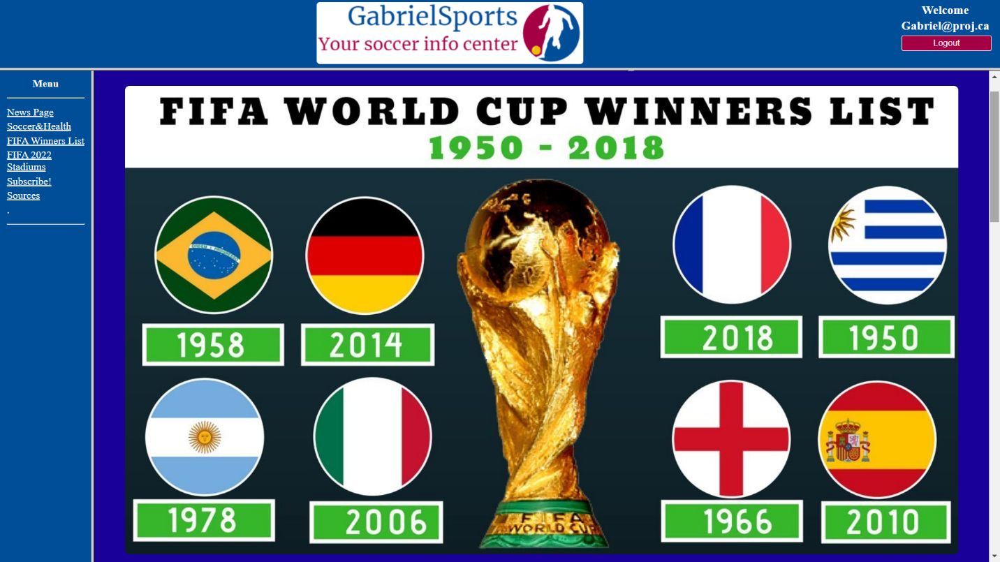 GabrielSports
Your soccer info center
Welcome
Gabriel@proj.ca
Logout
Menu
News Page
Soccer&Health
FIFA Winners List
FIFA 2022
Stadiums
Subscribe!
Sources
.
FIFA WORLD CUP WINNERS LIST
1950 - 2018
ORDEM E PROGRESSO
1958
2014
2018
1950
1978
2006
1966
2010
FIFA
WORLD CUP